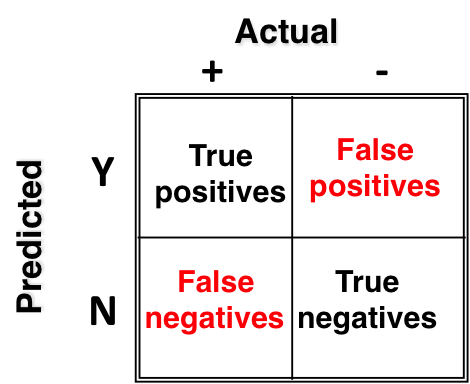 Actual
+ -
Predicted
Y
True
positives
False
positives
N
False
negatives
True
negatives